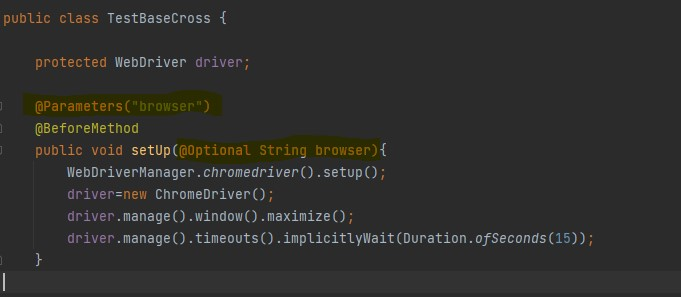 public class TestBaseCross {
protected WebDriver driver;
@Parameters("browser")
@BeforeMethod
public void setUp(@Optional String browser){
WebDriverManager.chromedriver().setup();
driver=new ChromeDriver();
driver.manage().window().maximize();
driver.manage().timeouts().implicitlyWait(Duration.ofSeconds(15));
}